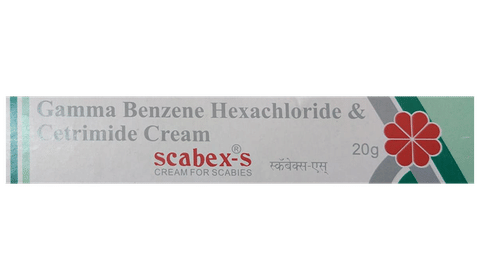 Gamma Benzene Hexachloride &
Cetrimide Cream
scabex-s®
CREAM FOR SCABIES
स्कॅबेक्स-एस्
20g